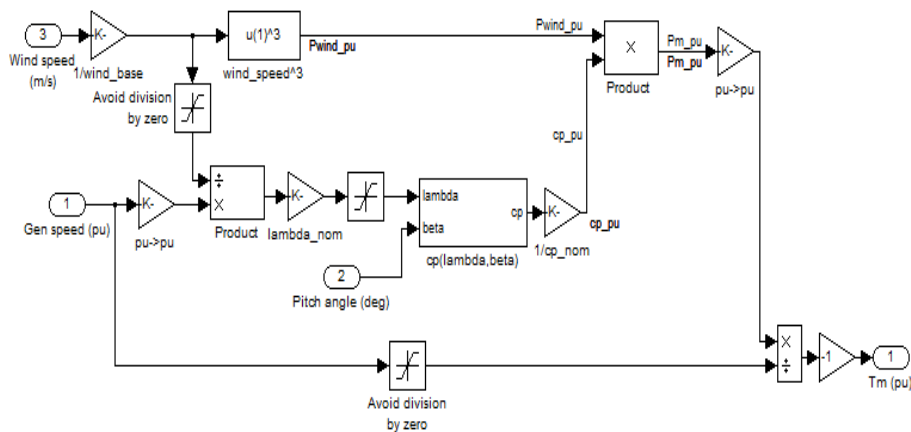 3
Wind speed
(m/s)
K-
1/wind_base
u(1)^3
wind_speed^3
Pwind_pu
Pwind_pu
X
Product
Pm_pu
Pm_pu
K-
pu->pu
Avoid division
by zero
cp_pu
1
Gen speed (pu)
K-
pu->pu
÷
X
Product
K-
lambda_nom
lambda
beta
cp
cp(lambda,beta)
K-
1/cp_nom
cp_pu
2
Pitch angle (deg)
Avoid division
by zero
X
÷
-1
1
Tm (pu)